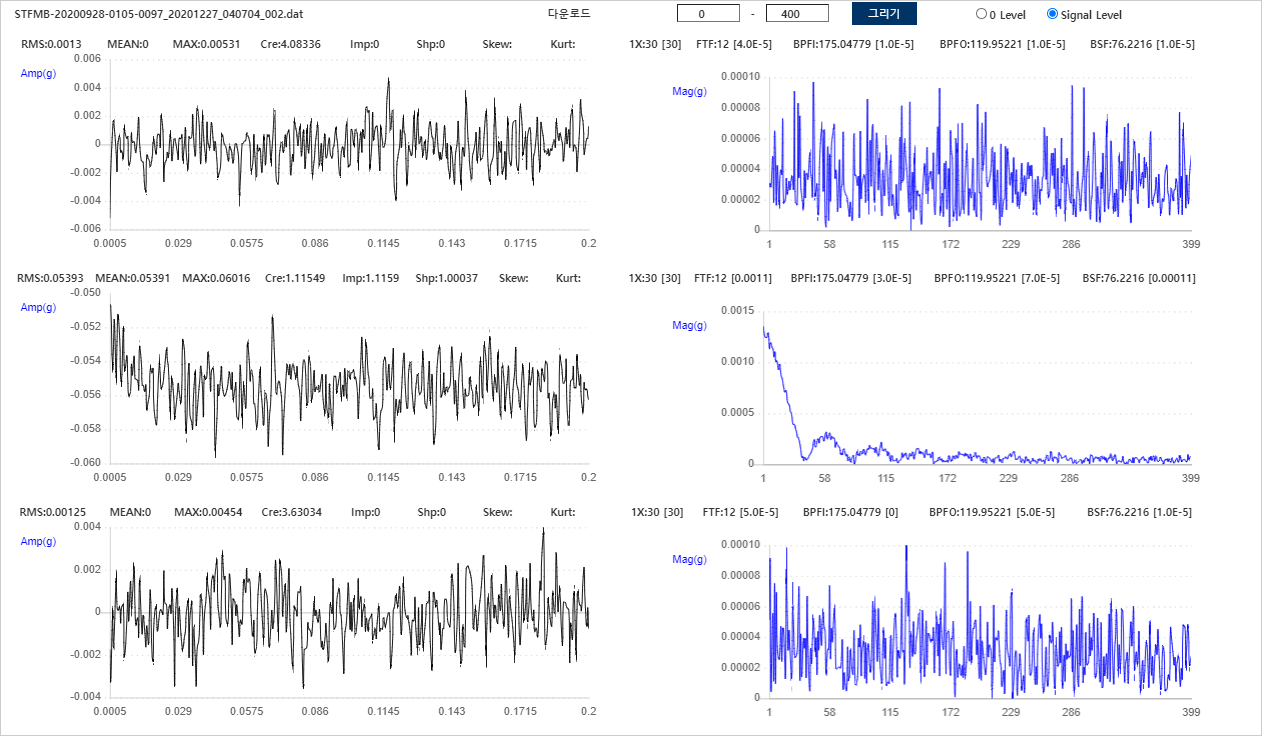 STFMB-20200928-0105-0097_20201227_040704_002.dat 다운로드 0 - 400 그리기 0 Level Signal Level
RMS:0.0013 MEAN:0 MAX:0.00531 Cre:4.08336 Imp:0 Shp:0 Skew: Kurt:
Amp(g)
0.006
0.004
0.002
0
-0.002
-0.004
-0.006
0.0005 0.029 0.0575 0.086 0.1145 0.143 0.1715 0.2
1X:30 [30] FTF:12 [4.0E-5] BPFI:175.04779 [1.0E-5] BPFO:119.95221 [1.0E-5] BSF:76.2216 [1.0E-5]
Mag(g)
0.00010
0.00008
0.00006
0.00004
0.00002
0
1 58 115 172 229 286 399
RMS:0.05393 MEAN:0.05391 MAX:0.06016 Cre:1.11549 Imp:1.1159 Shp:1.00037 Skew: Kurt:
Amp(g)
-0.050
-0.052
-0.054
-0.056
-0.058
-0.060
0.0005 0.029 0.0575 0.086 0.1145 0.143 0.1715 0.2
1X:30 [30] FTF:12 [0.0011] BPFI:175.04779 [3.0E-5] BPFO:119.95221 [7.0E-5] BSF:76.2216 [0.00011]
Mag(g)
0.0015
0.0010
0.0005
0
1 58 115 172 229 286 399
RMS:0.00125 MEAN:0 MAX:0.00454 Cre:3.63034 Imp:0 Shp:0 Skew: Kurt:
Amp(g)
0.004
0.002
0
-0.002
-0.004
0.0005 0.029 0.0575 0.086 0.1145 0.143 0.1715 0.2
1X:30 [30] FTF:12 [5.0E-5] BPFI:175.04779 [0] BPFO:119.95221 [5.0E-5] BSF:76.2216 [1.0E-5]
Mag(g)
0.00010
0.00008
0.00006
0.00004
0.00002
0
1 58 115 172 229 286 399